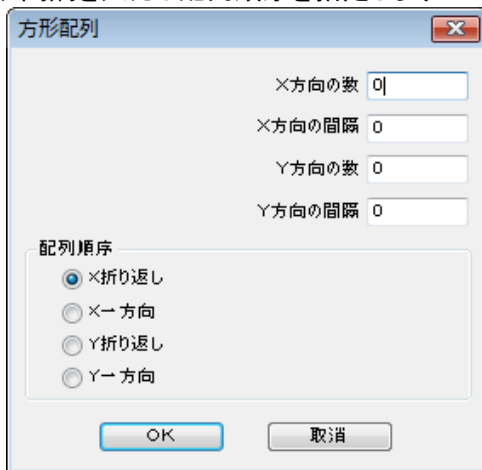 方形配列
X方向の数 0
X方向の間隔 0
Y方向の数 0
Y方向の間隔 0
配列順序
X折り返し
X一方向
Y折り返し
Y一方向
OK 取消